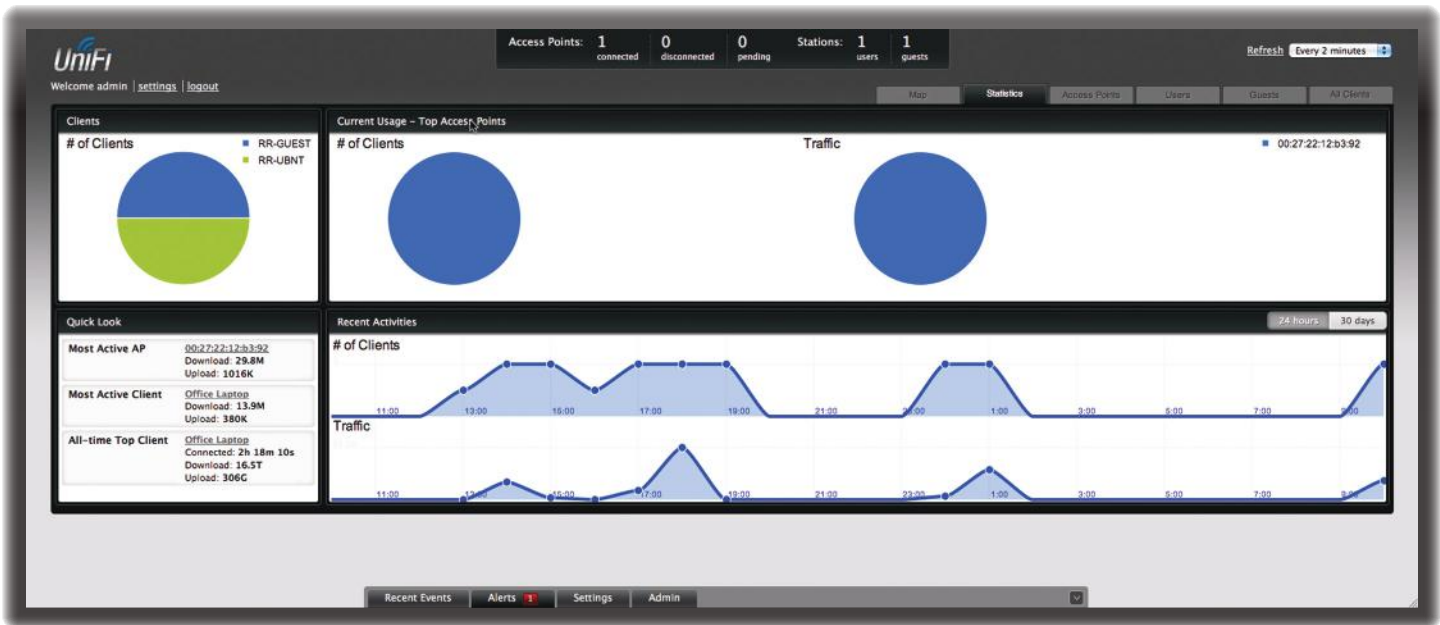 UniFi
Access Points: 1 connected 0 disconnected 0 pending Stations: 1 users 1 guests
Refresh Every 2 minutes
Welcome admin settings logout
Map Statistics Access Points Users Guests All Clients
Clients
# of Clients
RR-GUEST
RR-UBNT
Current Usage – Top Access Points
# of Clients
Traffic
00:27:22:12:b3:92
Quick Look
Most Active AP 00:27:22:12:b3:92
Download: 29.8M
Upload: 1016K
Most Active Client Office Laptop
Download: 13.9M
Upload: 380K
All-time Top Client Office Laptop
Connected: 2h 18m 10s
Download: 16.5T
Upload: 306G
Recent Activities
24 hours 30 days
# of Clients
11:00 13:00 15:00 17:00 19:00 21:00 1:00 3:00 5:00 7:00
Traffic
11:00 15:00 17:00 19:00 21:00 23:00 1:00 3:00 5:00 7:00
Recent Events Alerts 1 Settings Admin